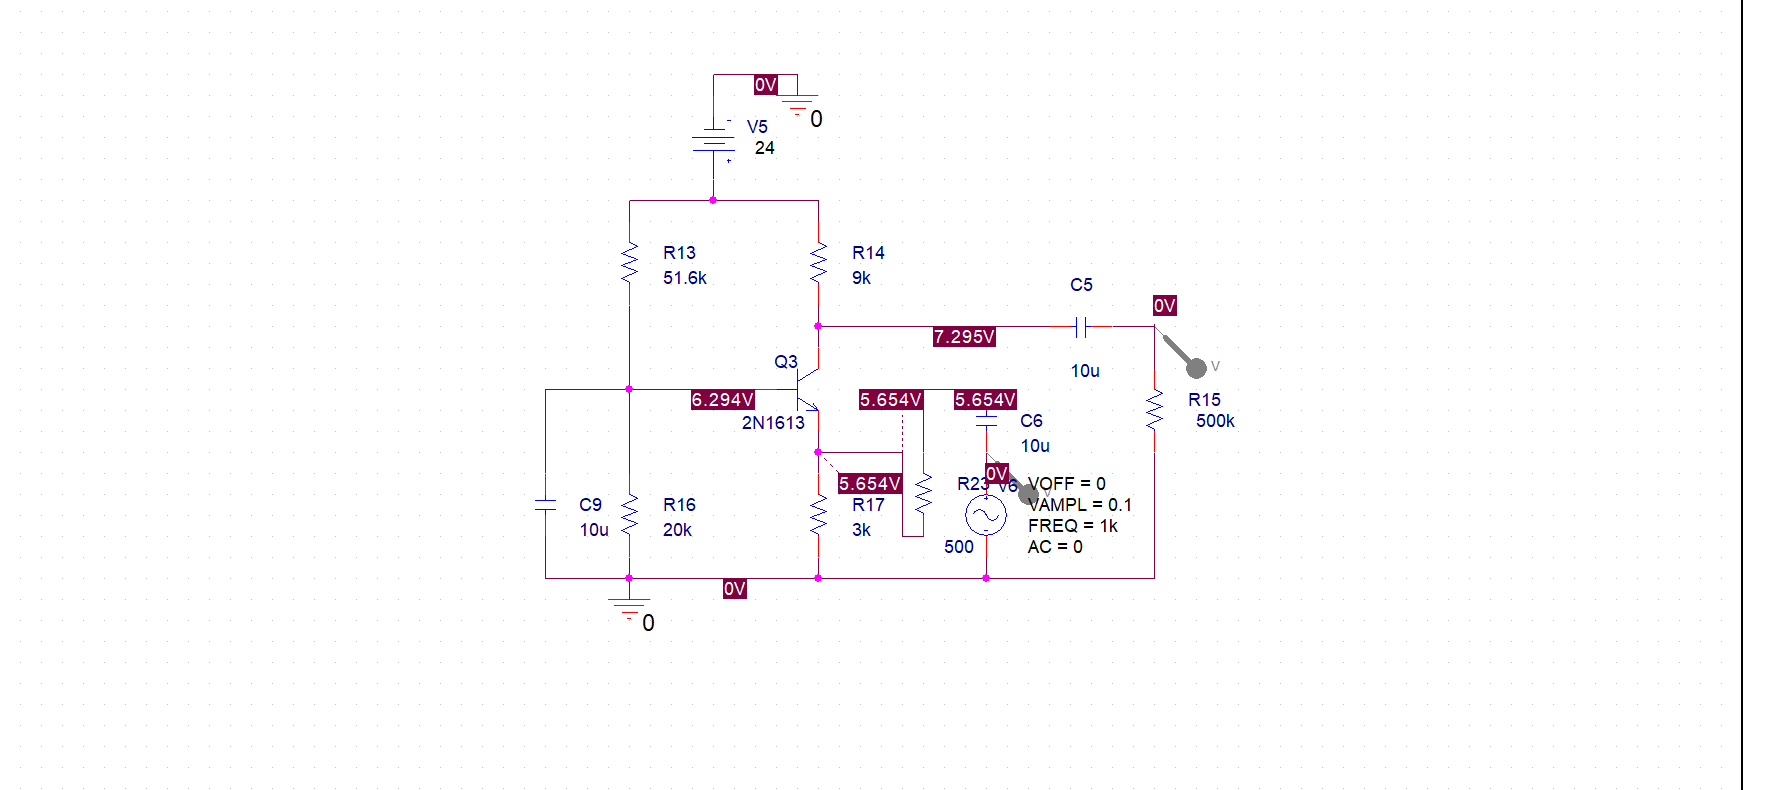 0V
0
V5
24
-
+
R13
51.6k
R14
9k
C5
10u
0V
V
7.295V
Q3
2N1613
6.294V
5.654V
5.654V
C6
10u
R15
500k
5.654V
R17
3k
R23
500
0V
V6
V
VOFF = 0
VAMPL = 0.1
FREQ = 1k
AC = 0
+
-
C9
10u
R16
20k
0V
0